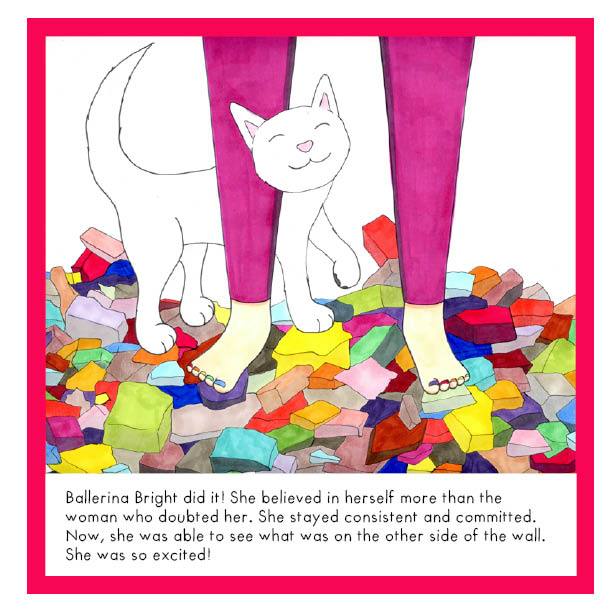 Ballerina Bright did it! She believed in herself more than the
woman who doubted her. She stayed consistent and committed.
Now, she was able to see what was on the other side of the wall.
She was so excited!